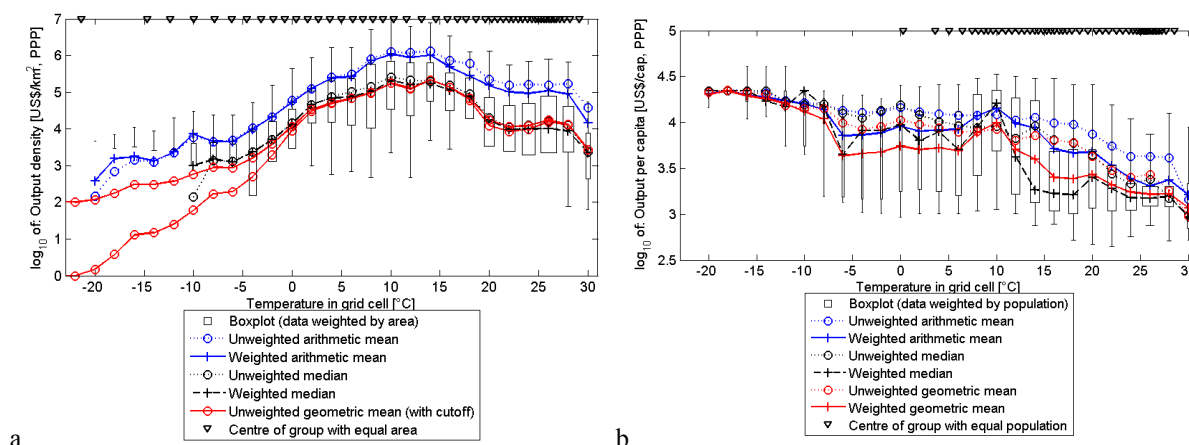 7
6
5
4
3
2
1
0
log10 of: Output density [US$/km², PPP]
-20 -15 -10 -5 0 5 10 15 20 25 30
Temperature in grid cell [°C]
Boxplot (data weighted by area)
Unweighted arithmetic mean
Weighted arithmetic mean
Unweighted median
Weighted median
Unweighted geometric mean (with cutoff)
Centre of group with equal area
a
5
4.5
4
3.5
3
2.5
log10 of: Output per capita [US$/cap, PPP]
-20 -15 -10 -5 0 5 10 15 20 25 30
Temperature in grid cell [°C]
Boxplot (data weighted by population)
Unweighted arithmetic mean
Weighted arithmetic mean
Unweighted median
Weighted median
Unweighted geometric mean
Weighted geometric mean
Centre of group with equal population
b